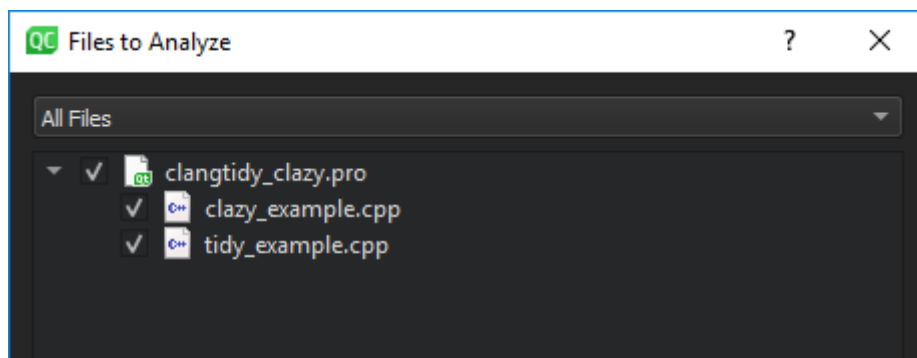 QC Files to Analyze ? X
All Files
clangtidy_clazy.pro
C++ clazy_example.cpp
C++ tidy_example.cpp